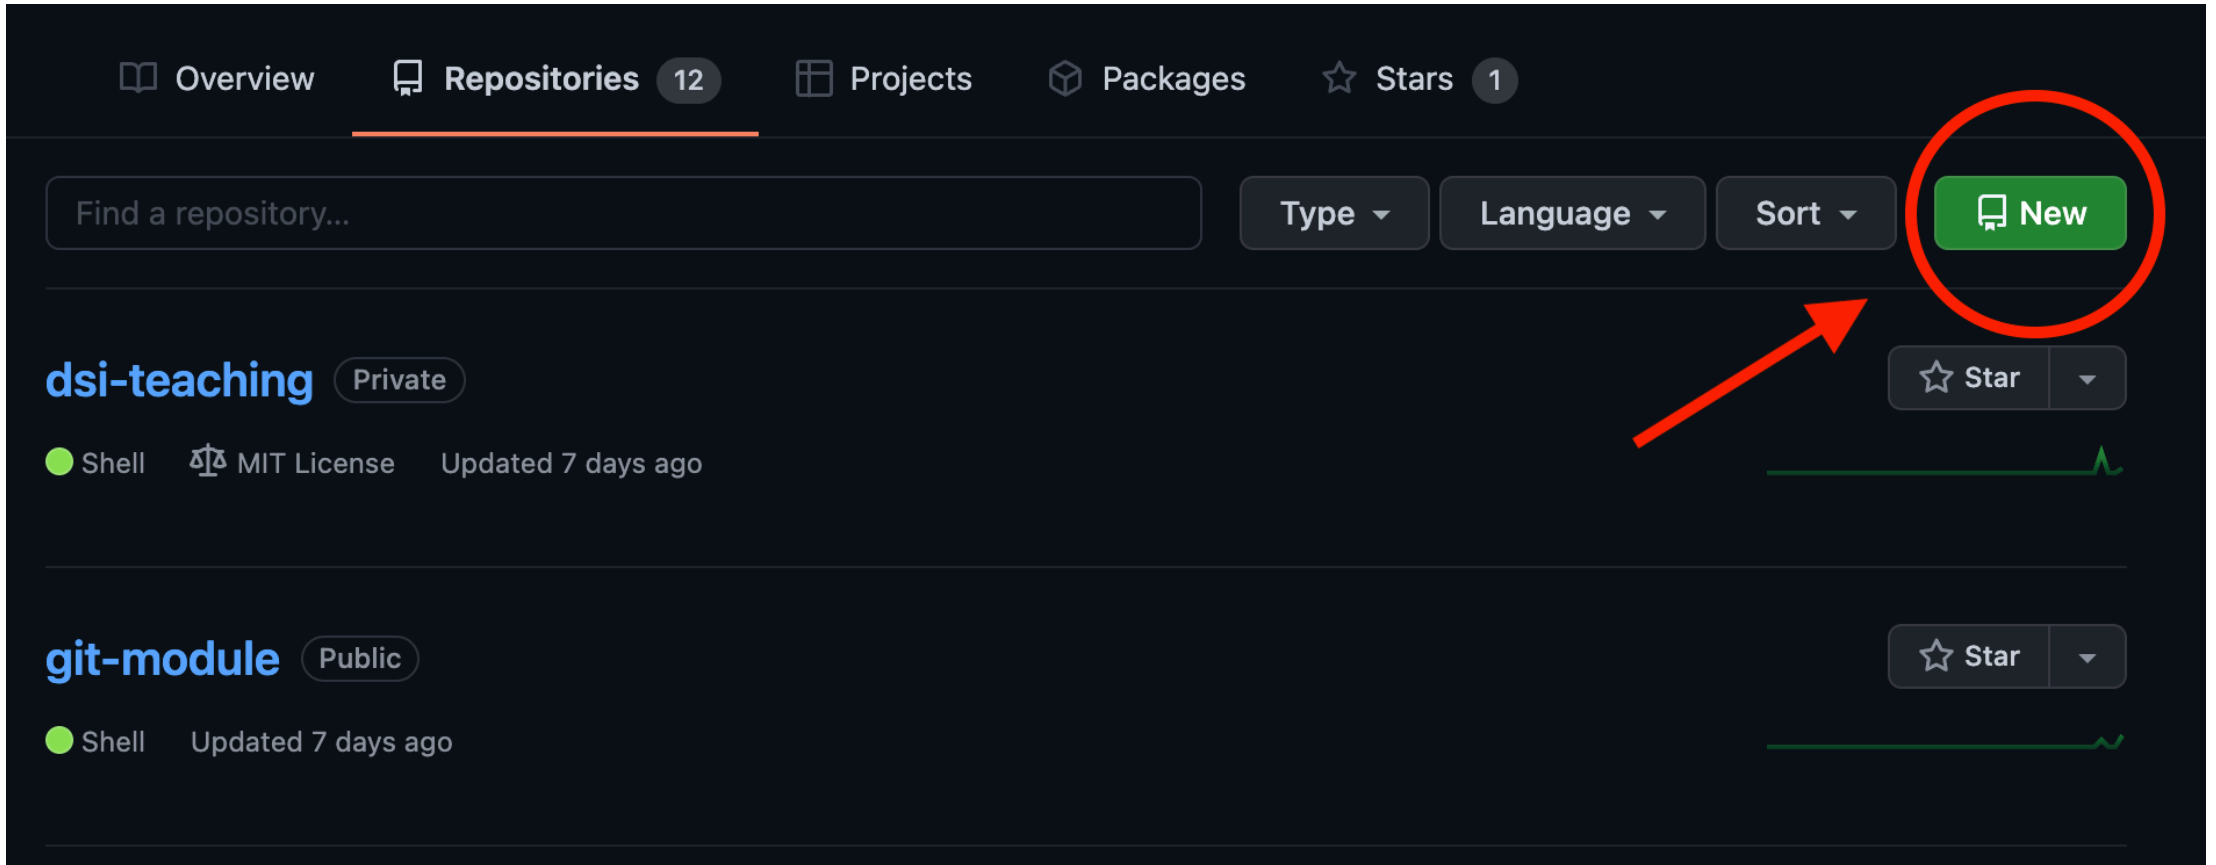 Overview Repositories 12 Projects Packages Stars 1
Find a repository... Type Language Sort New
dsi-teaching Private Star
Shell MIT License Updated 7 days ago
git-module Public Star
Shell Updated 7 days ago